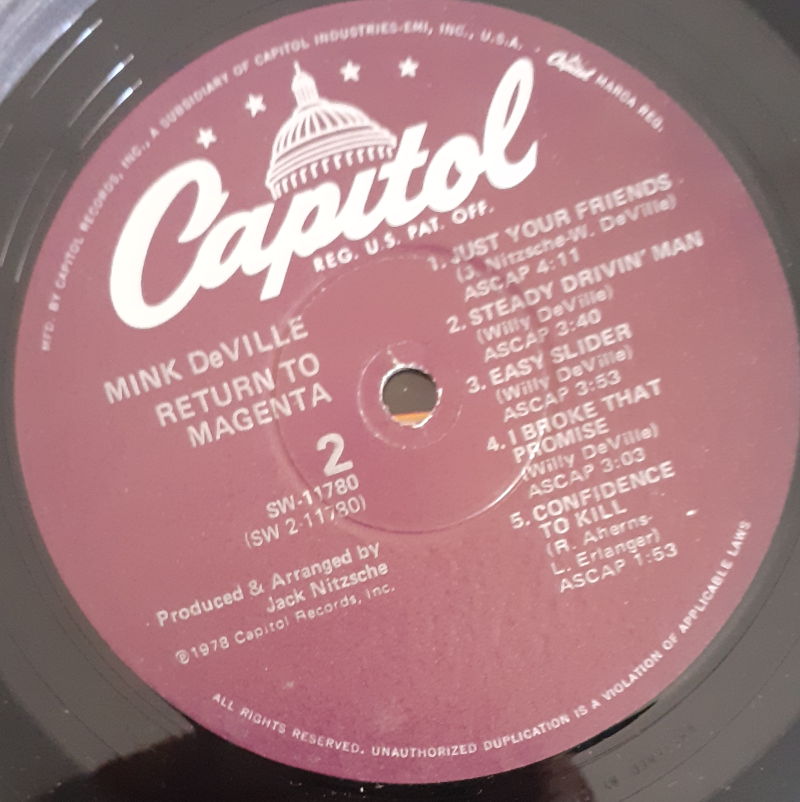 MFD. BY CAPITOL RECORDS, INC., A SUBSIDIARY OF CAPITOL INDUSTRIES-EMI, INC., U.S.A. · Capitol MARCA REG.
Capitol
REG. U.S. PAT. OFF.
MINK DeVILLE
RETURN TO
MAGENTA
2
SW-11780
(SW 2-11780)
Produced & Arranged by
Jack Nitzsche
℗1978 Capitol Records, Inc.
1. JUST YOUR FRIENDS
(J. Nitzsche-W. DeVille)
ASCAP 4:11
2. STEADY DRIVIN' MAN
(Willy DeVille)
ASCAP 3:40
3. EASY SLIDER
(Willy DeVille)
ASCAP 3:53
4. I BROKE THAT
PROMISE
(Willy DeVille)
ASCAP 3:03
5. CONFIDENCE
TO KILL
(R. Aherns-
L. Erlanger)
ASCAP 1:53
ALL RIGHTS RESERVED. UNAUTHORIZED DUPLICATION IS A VIOLATION OF APPLICABLE LAWS